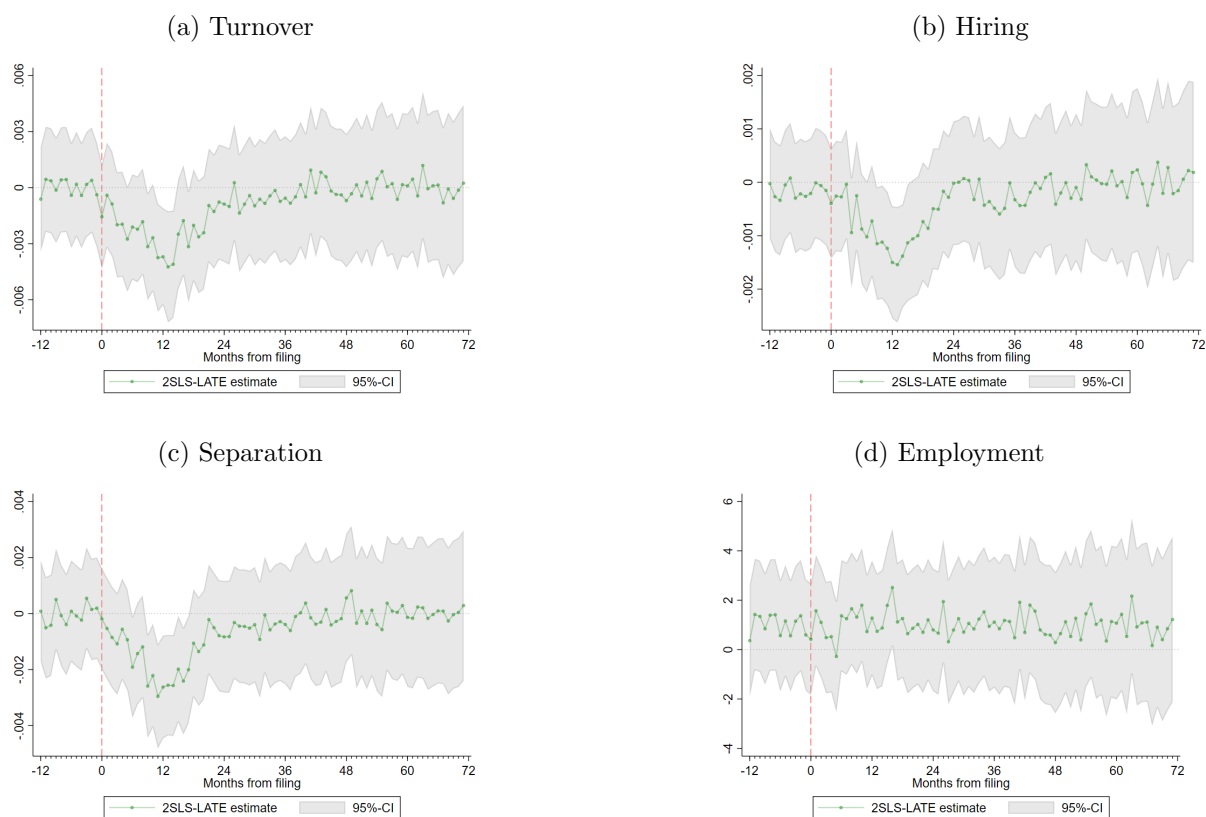 (a) Turnover
(b) Hiring
.006
.003
0
-.003
-.006
-12 0 12 24 36 48 60 72
Months from filing
2SLS-LATE estimate 95%-CI
.002
.001
0
-.001
-.002
-12 0 12 24 36 48 60 72
Months from filing
2SLS-LATE estimate 95%-CI
(c) Separation
(d) Employment
.004
.002
0
-.002
-.004
-12 0 12 24 36 48 60 72
Months from filing
2SLS-LATE estimate 95%-CI
6
4
2
0
-2
-4
-12 0 12 24 36 48 60 72
Months from filing
2SLS-LATE estimate 95%-CI